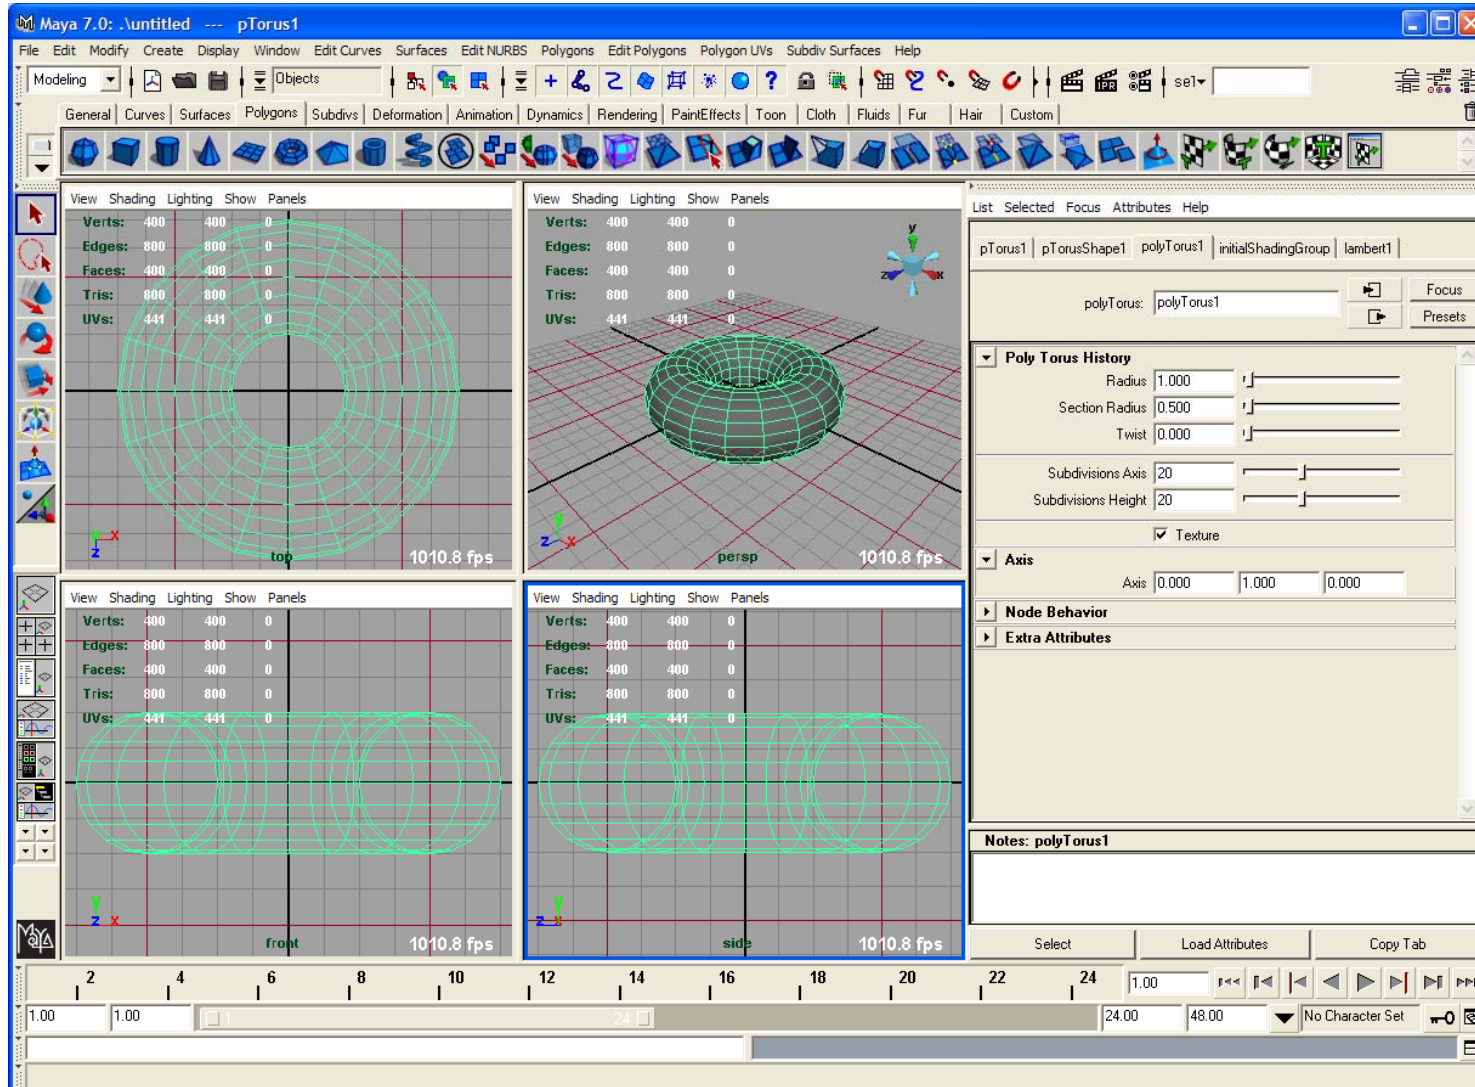 Maya 7.0: .\untitled --- pTorus1
File Edit Modify Create Display Window Edit Curves Surfaces Edit NURBS Polygons Edit Polygons Polygon UVs Subdiv Surfaces Help
Modeling Objects sel
General Curves Surfaces Polygons Subdivs Deformation Animation Dynamics Rendering PaintEffects Toon Cloth Fluids Fur Hair Custom
View Shading Lighting Show Panels
Verts: 400 400 0
Edges: 800 800 0
Faces: 400 400 0
Tris: 800 800 0
UVs: 441 441 0
y x
z
top
1010.8 fps
View Shading Lighting Show Panels
Verts: 400 400 0
Edges: 800 800 0
Faces: 400 400 0
Tris: 800 800 0
UVs: 441 441 0
y
z x
y
z x
persp
1010.8 fps
View Shading Lighting Show Panels
Verts: 400 400 0
Edges: 800 800 0
Faces: 400 400 0
Tris: 800 800 0
UVs: 441 441 0
y
z x
front
1010.8 fps
View Shading Lighting Show Panels
Verts: 400 400 0
Edges: 800 800 0
Faces: 400 400 0
Tris: 800 800 0
UVs: 441 441 0
y
z x
side
1010.8 fps
List Selected Focus Attributes Help
pTorus1 pTorusShape1 polyTorus1 initialShadingGroup lambert1
polyTorus: polyTorus1
Focus
Presets
Poly Torus History
Radius 1.000
Section Radius 0.500
Twist 0.000
Subdivisions Axis 20
Subdivisions Height 20
Texture
Axis
Axis 0.000 1.000 0.000
Node Behavior
Extra Attributes
Notes: polyTorus1
Select Load Attributes Copy Tab
MaYA
2 4 6 8 10 12 14 16 18 20 22 24 1.00
1.00 1.00 1 24 24.00 48.00 No Character Set